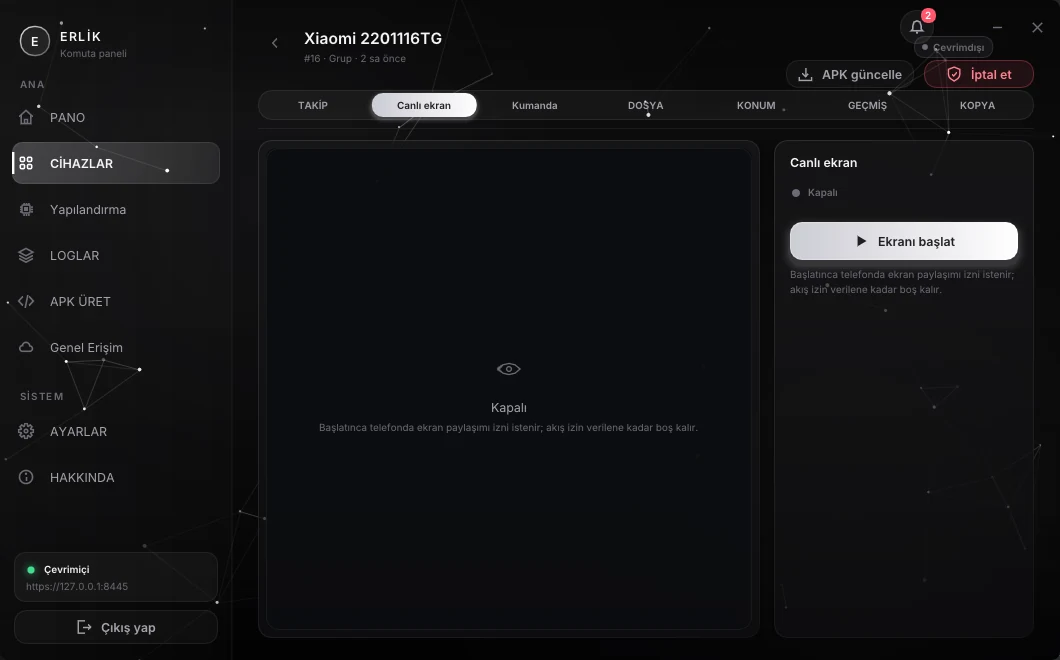 E
ERLİK
Komuta paneli
ANA
PANO
CİHAZLAR
Yapılandırma
LOGLAR
APK ÜRET
Genel Erişim
SİSTEM
AYARLAR
HAKKINDA
Çevrimiçi
https://127.0.0.1:8445
Çıkış yap
Xiaomi 2201116TG
#16 · Grup · 2 sa önce
2
Çevrimdışı
APK güncelle
İptal et
TAKİP
Canlı ekran
Kumanda
DOSYA
KONUM
GEÇMİŞ
KOPYA
Kapalı
Başlatınca telefonda ekran paylaşımı izni istenir; akış izin verilene kadar boş kalır.
Canlı ekran
Kapalı
Ekranı başlat
Başlatınca telefonda ekran paylaşımı izni istenir;
akış izin verilene kadar boş kalır.